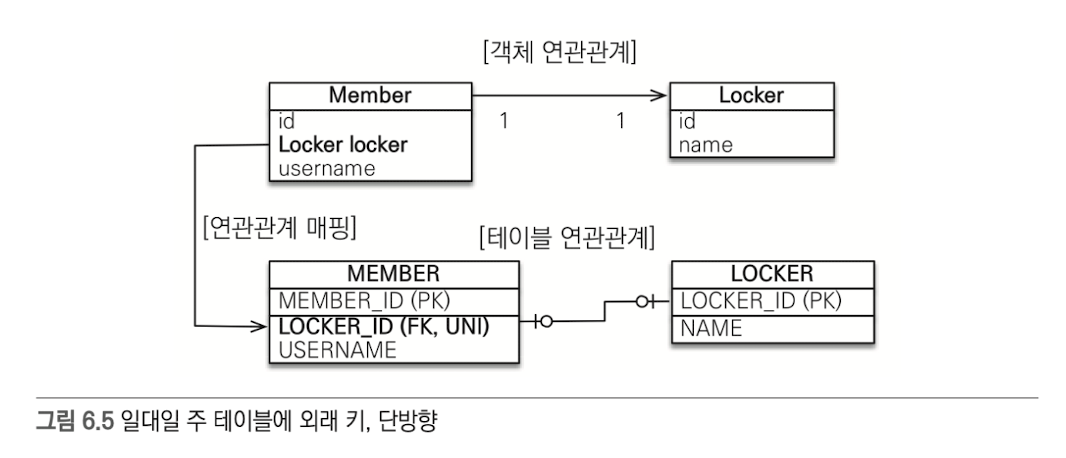 [객체 연관관계]
Member
id
Locker locker
username
1
1
Locker
id
name
[연관관계 매핑]
[테이블 연관관계]
MEMBER
MEMBER_ID (PK)
LOCKER_ID (FK, UNI)
USERNAME
LOCKER
LOCKER_ID (PK)
NAME
그림 6.5 일대일 주 테이블에 외래 키, 단방향